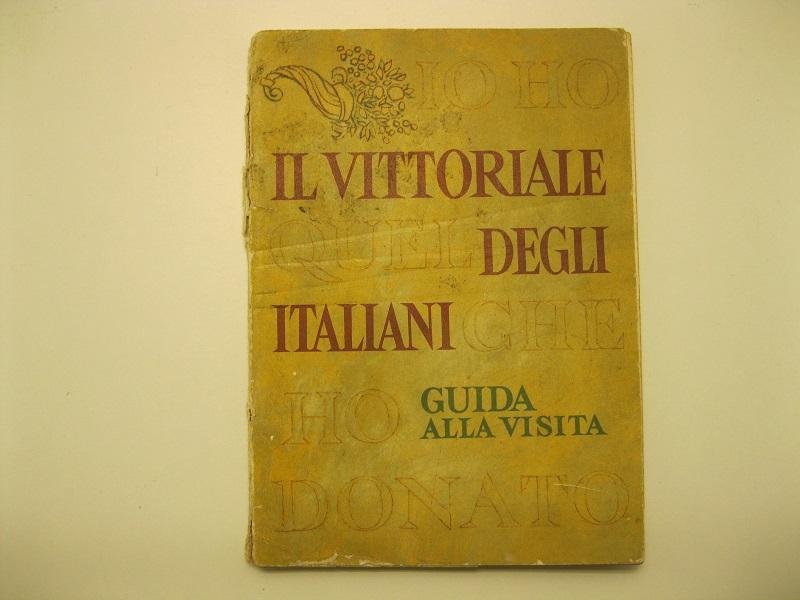 IO HO
IL VITTORIALE
QUEL DEGLI
ITALIANI CHE
HO GUIDA
ALLA VISITA
DONATO